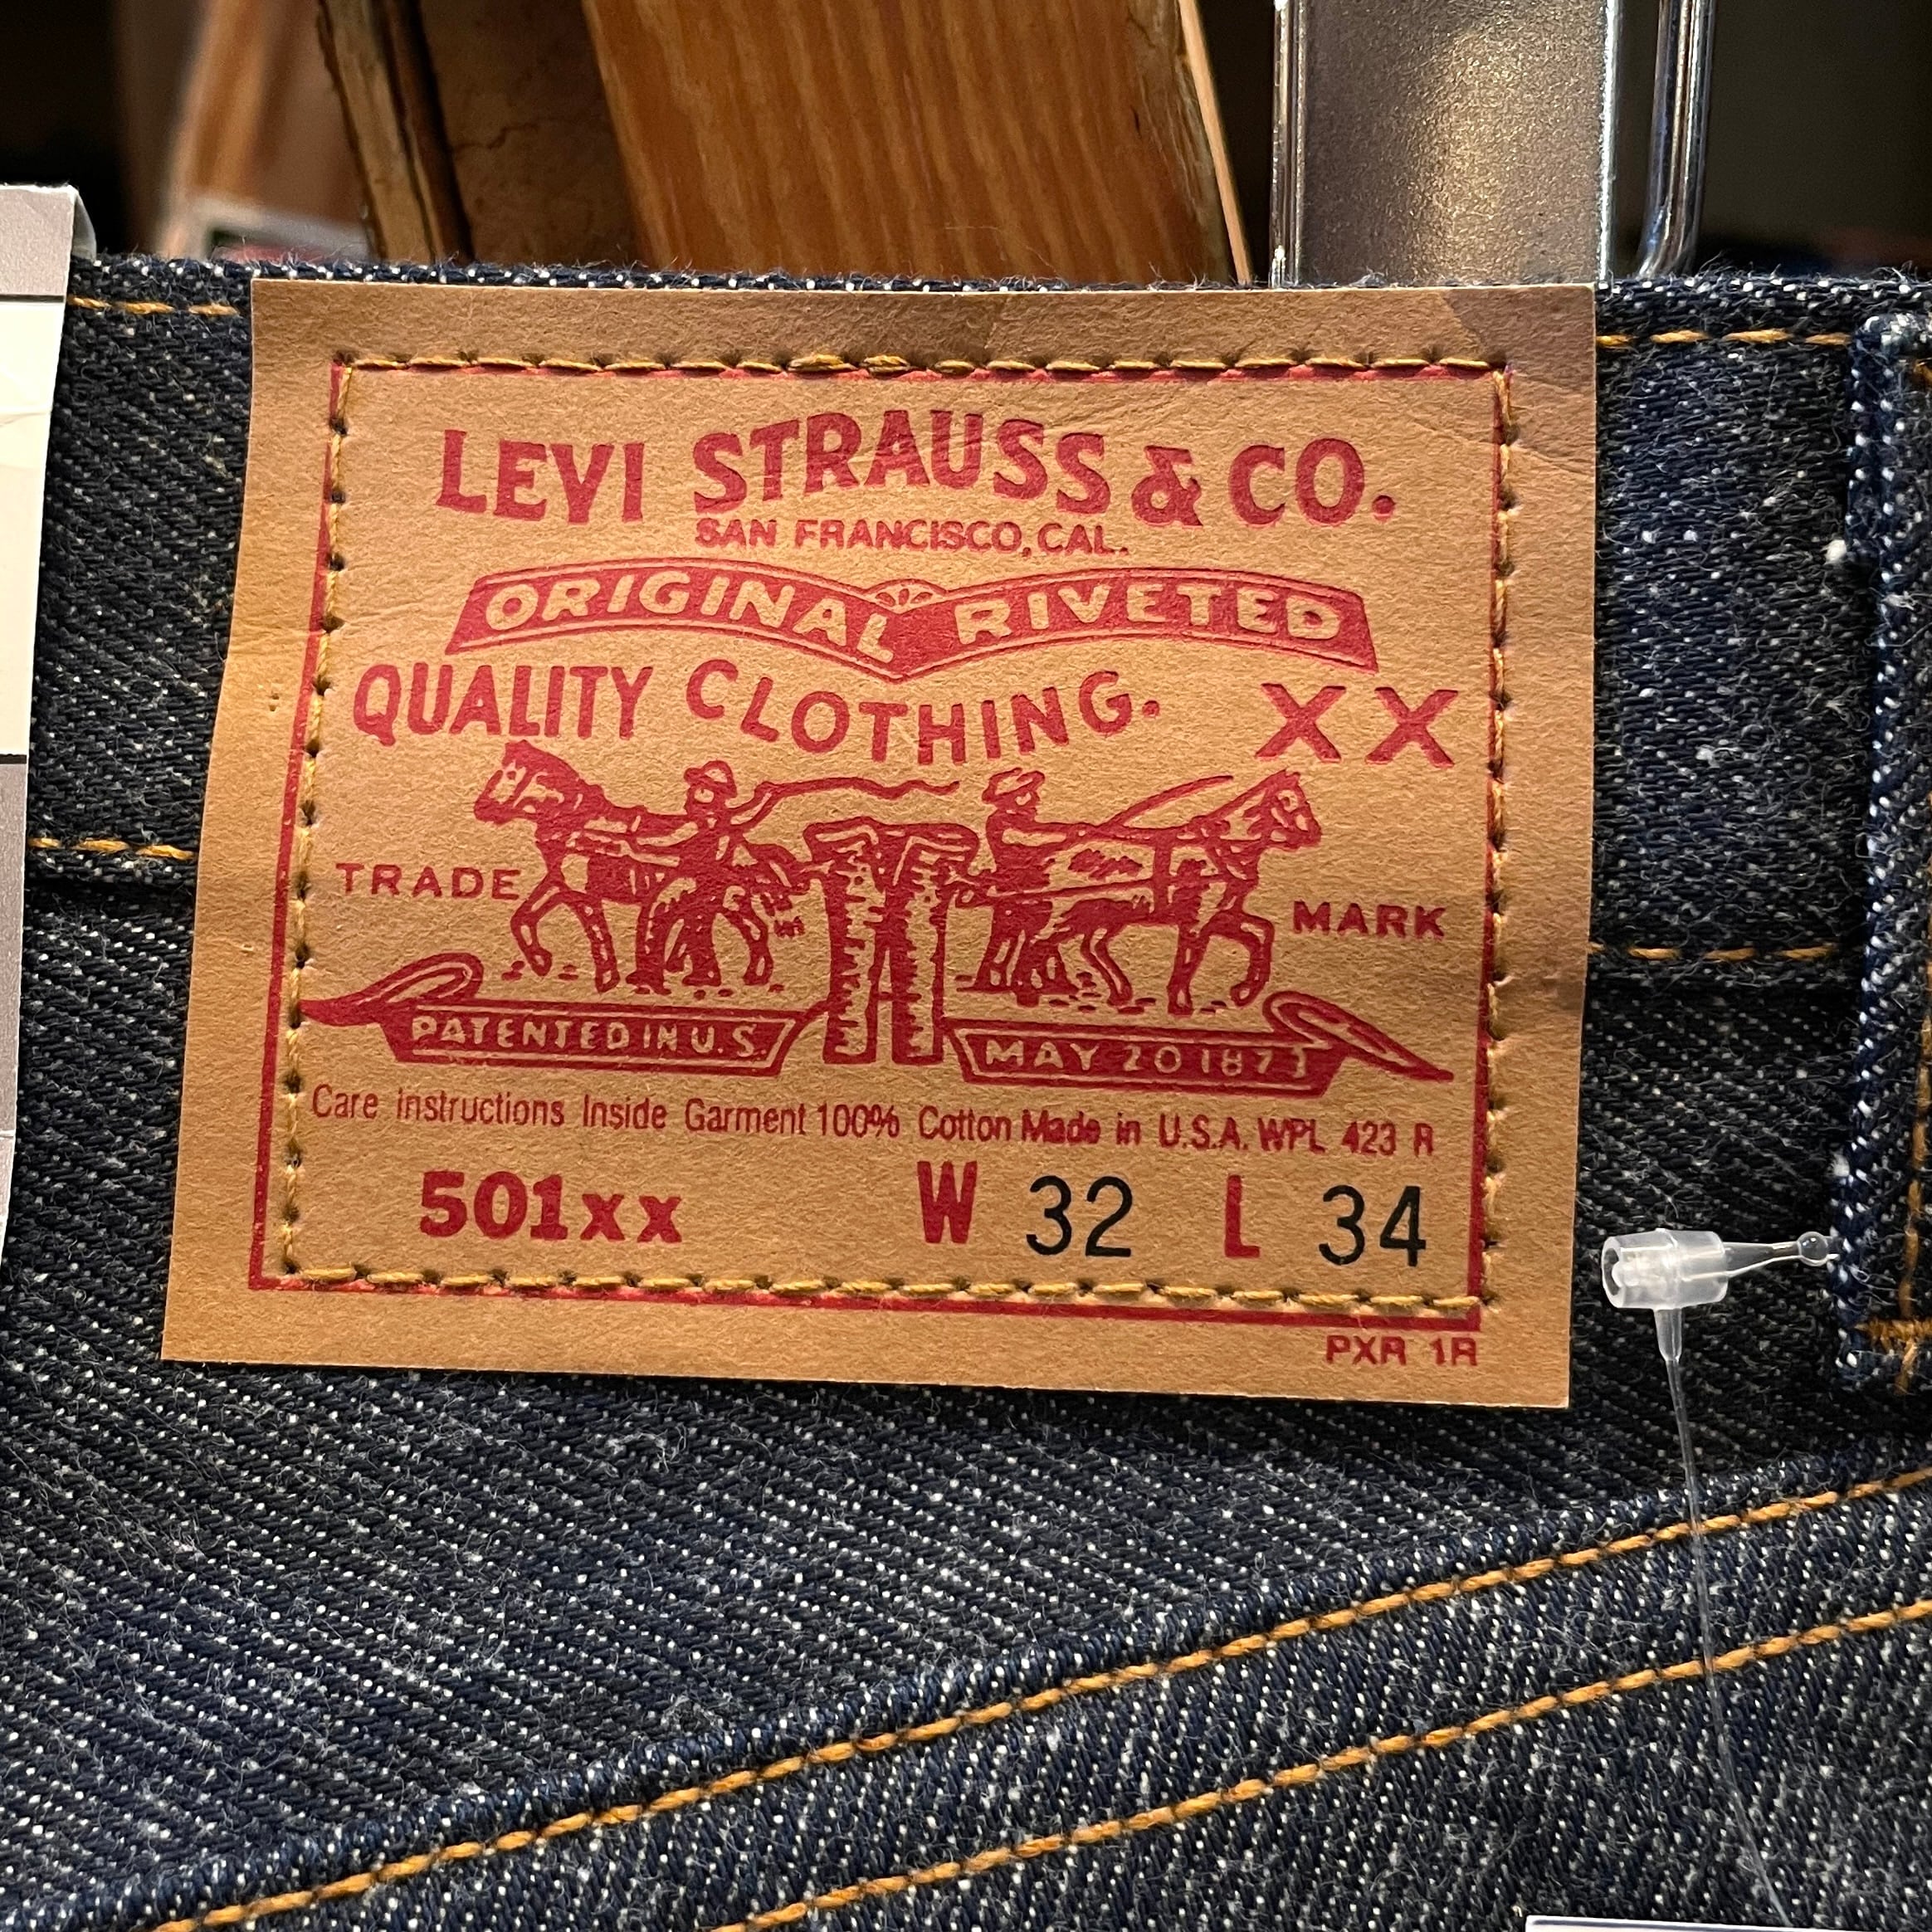 LEVI STRAUSS & CO.
SAN FRANCISCO, CAL.
ORIGINAL RIVETED
QUALITY CLOTHING. XX
TRADE MARK
PATENTED IN U.S. MAY 20 1873
Care instructions Inside Garment 100% Cotton Made in U.S.A. WPL 423 R
501xx W 32 L 34
PXR 1R